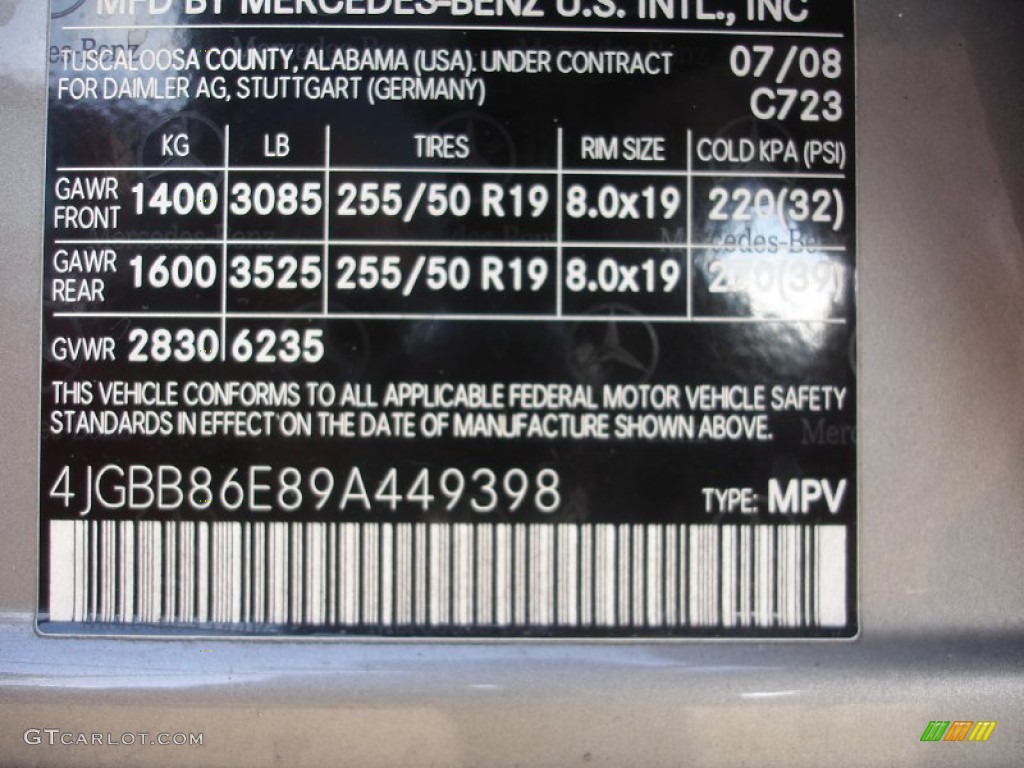 MFD BY MERCEDES-BENZ U.S. INTL., INC
TUSCALOOSA COUNTY, ALABAMA (USA). UNDER CONTRACT 07/08
FOR DAIMLER AG, STUTTGART (GERMANY) C723
KG LB TIRES RIM SIZE COLD KPA (PSI)
GAWR FRONT 1400 3085 255/50 R19 8.0x19 220(32)
GAWR REAR 1600 3525 255/50 R19 8.0x19 270(39)
GVWR 2830 6235
THIS VEHICLE CONFORMS TO ALL APPLICABLE FEDERAL MOTOR VEHICLE SAFETY
STANDARDS IN EFFECT ON THE DATE OF MANUFACTURE SHOWN ABOVE.
4JGBB86E89A449398 TYPE: MPV
GTCARLOT.COM